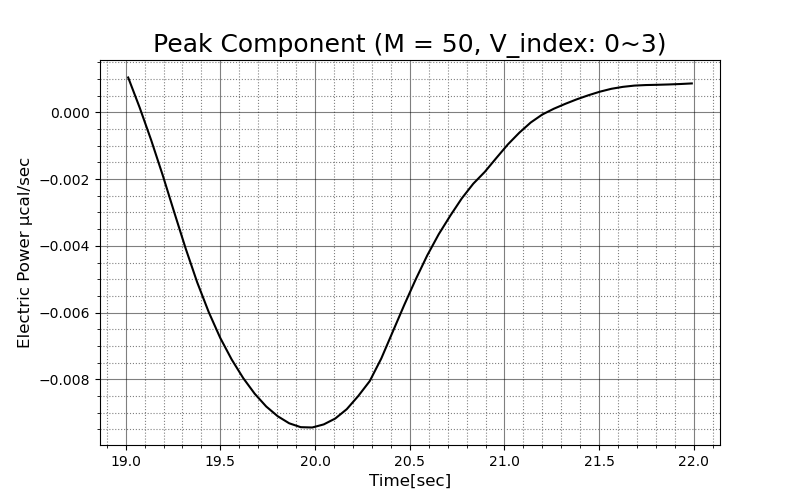 Peak Component (M = 50, V_index: 0~3)
Electric Power μcal/sec
0.000
−0.002
−0.004
−0.006
−0.008
19.0 19.5 20.0 20.5 21.0 21.5 22.0
Time[sec]